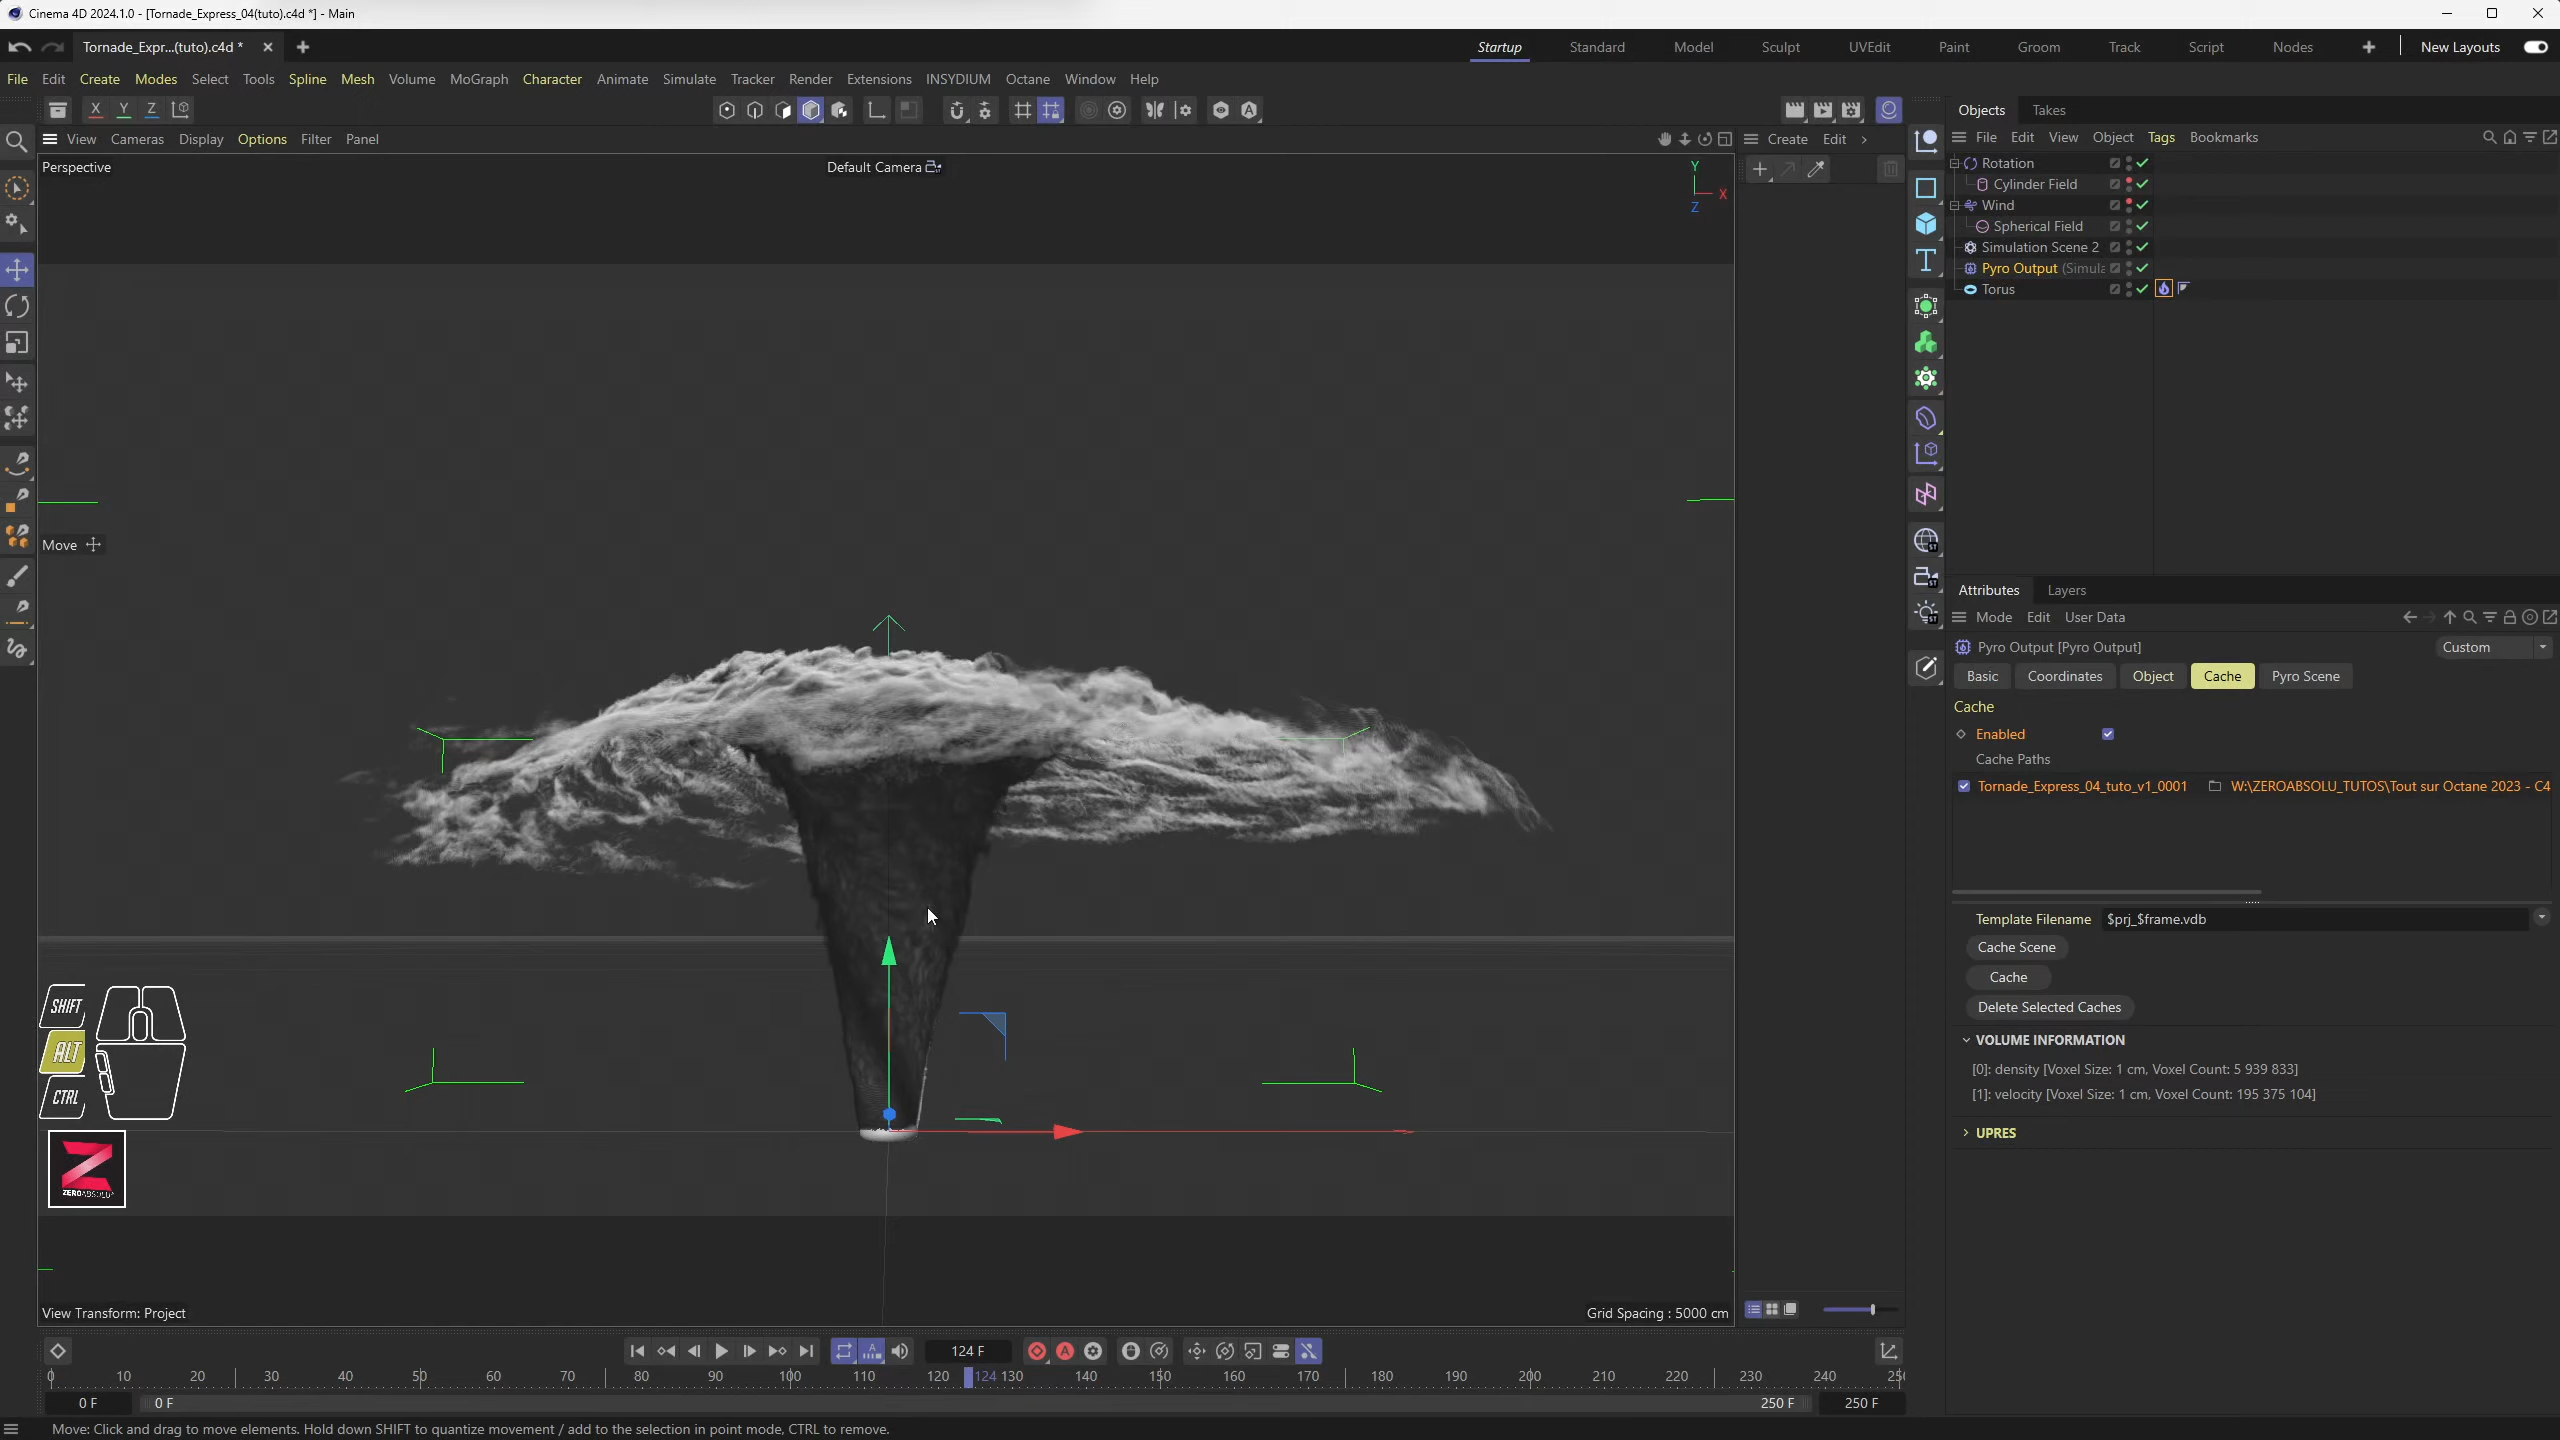 Cinema 4D 2024.1.0 - [Tornade_Express_04(tuto).c4d *] - Main
Tornade_Expr...(tuto).c4d *
Startup Standard Model Sculpt UVEdit Paint Groom Track Script Nodes New Layouts
File Edit Create Modes Select Tools Spline Mesh Volume MoGraph Character Animate Simulate Tracker Render Extensions INSYDIUM Octane Window Help
X Y Z
Objects Takes
View Cameras Display Options Filter Panel
Create Edit
File Edit View Object Tags Bookmarks
Perspective
Default Camera
Y
X
Z
Rotation
Cylinder Field
Wind
Spherical Field
Simulation Scene 2
Pyro Output (Simula
Torus
Move
Attributes Layers
Mode Edit User Data
Pyro Output [Pyro Output]
Custom
Basic Coordinates Object Cache Pyro Scene
Cache
Enabled
Cache Paths
Tornade_Express_04_tuto_v1_0001 W:\ZEROABSOLU_TUTOS\Tout sur Octane 2023 - C4
Template Filename $prj_$frame.vdb
Cache Scene
Cache
Delete Selected Caches
VOLUME INFORMATION
[0]: density [Voxel Size: 1 cm, Voxel Count: 5 939 833]
[1]: velocity [Voxel Size: 1 cm, Voxel Count: 195 375 104]
UPRES
SHIFT
ALT
CTRL
ZEROABSOLU
View Transform: Project
Grid Spacing : 5000 cm
124 F
0 10 20 30 40 50 60 70 80 90 100 110 120 124 130 140 150 160 170 180 190 200 210 220 230 240 25
0 F 0 F 250 F 250 F
Move: Click and drag to move elements. Hold down SHIFT to quantize movement / add to the selection in point mode, CTRL to remove.